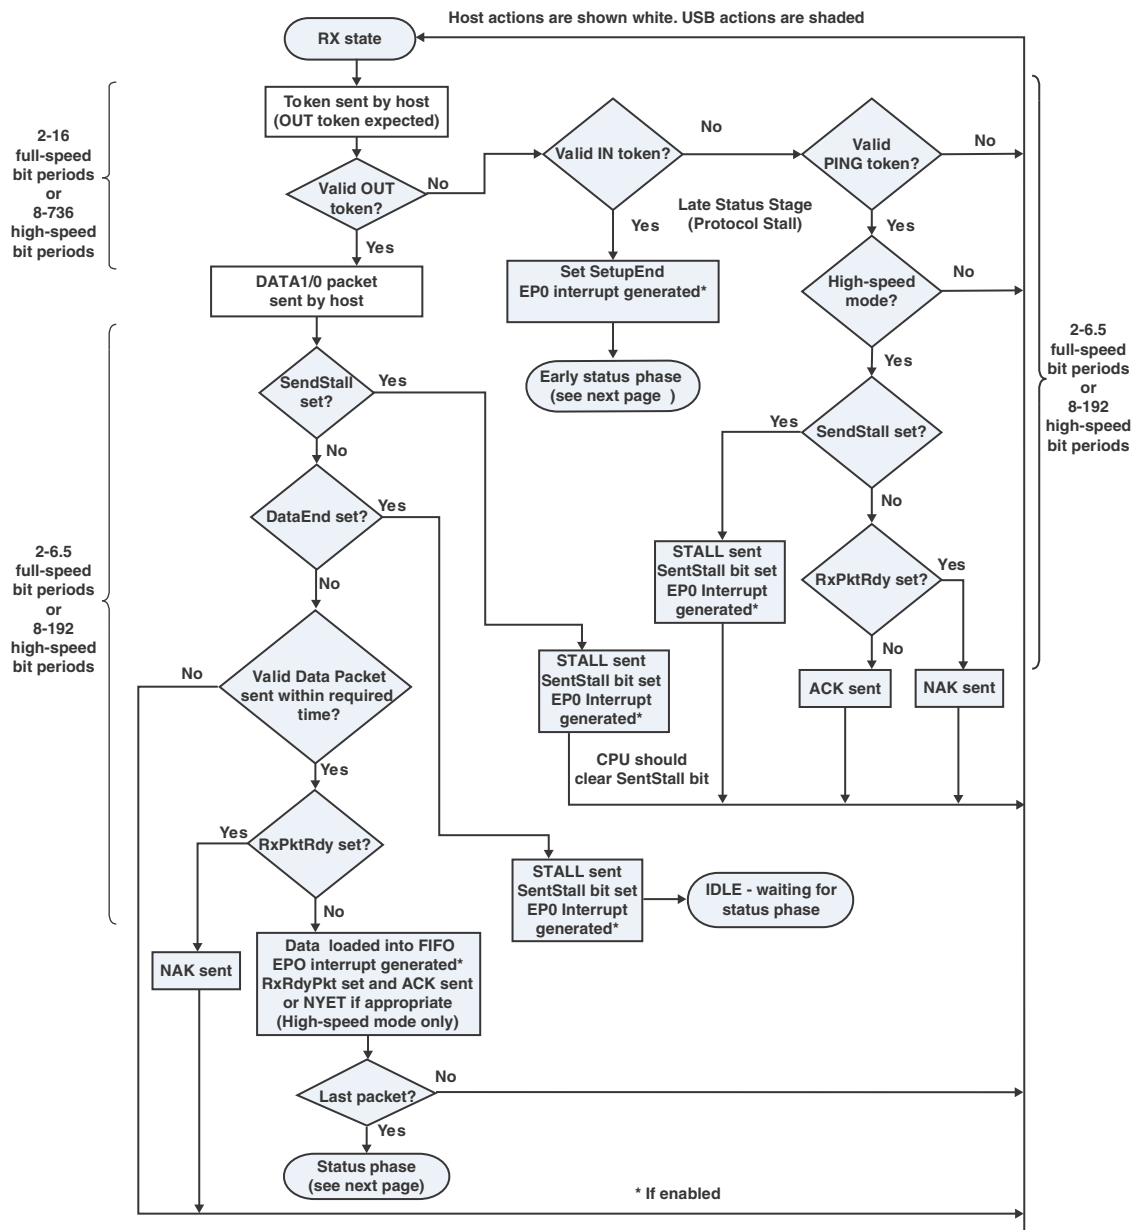 Host actions are shown white. USB actions are shaded
RX state
Token sent by host
(OUT token expected)
2-16
full-speed
bit periods
or
8-736
high-speed
bit periods
Valid OUT
token?
No
Yes
Valid IN token?
No
Yes
Valid
PING token?
No
Yes
Late Status Stage
(Protocol Stall)
DATA1/0 packet
sent by host
Set SetupEnd
EP0 interrupt generated*
High-speed
mode?
No
Yes
Early status phase
(see next page )
2-6.5
full-speed
bit periods
or
8-192
high-speed
bit periods
SendStall
set?
Yes
No
SendStall set?
Yes
No
DataEnd set?
Yes
No
STALL sent
SentStall bit set
EP0 Interrupt
generated*
RxPktRdy set?
Yes
No
ACK sent
NAK sent
2-6.5
full-speed
bit periods
or
8-192
high-speed
bit periods
Valid Data Packet
sent within required
time?
No
Yes
STALL sent
SentStall bit set
EP0 Interrupt
generated*
CPU should
clear SentStall bit
RxPktRdy set?
Yes
No
STALL sent
SentStall bit set
EP0 Interrupt
generated*
IDLE - waiting for
status phase
NAK sent
Data loaded into FIFO
EPO interrupt generated*
RxRdyPkt set and ACK sent
or NYET if appropriate
(High-speed mode only)
Last packet?
No
Yes
Status phase
(see next page)
* If enabled